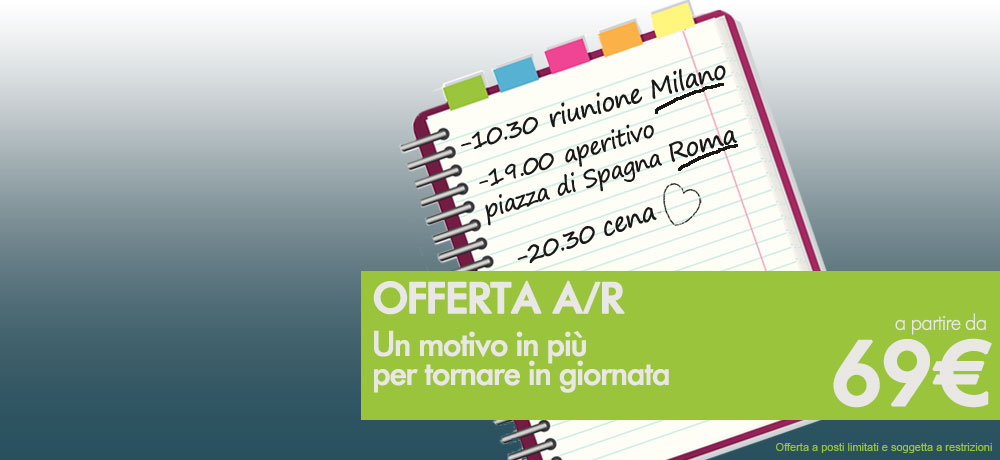 -10.30 riunione Milano
-19.00 aperitivo
piazza di Spagna Roma
-20.30 cena
OFFERTA A/R
Un motivo in più
per tornare in giornata
a partire da
69€
Offerta a posti limitati e soggetta a restrizioni